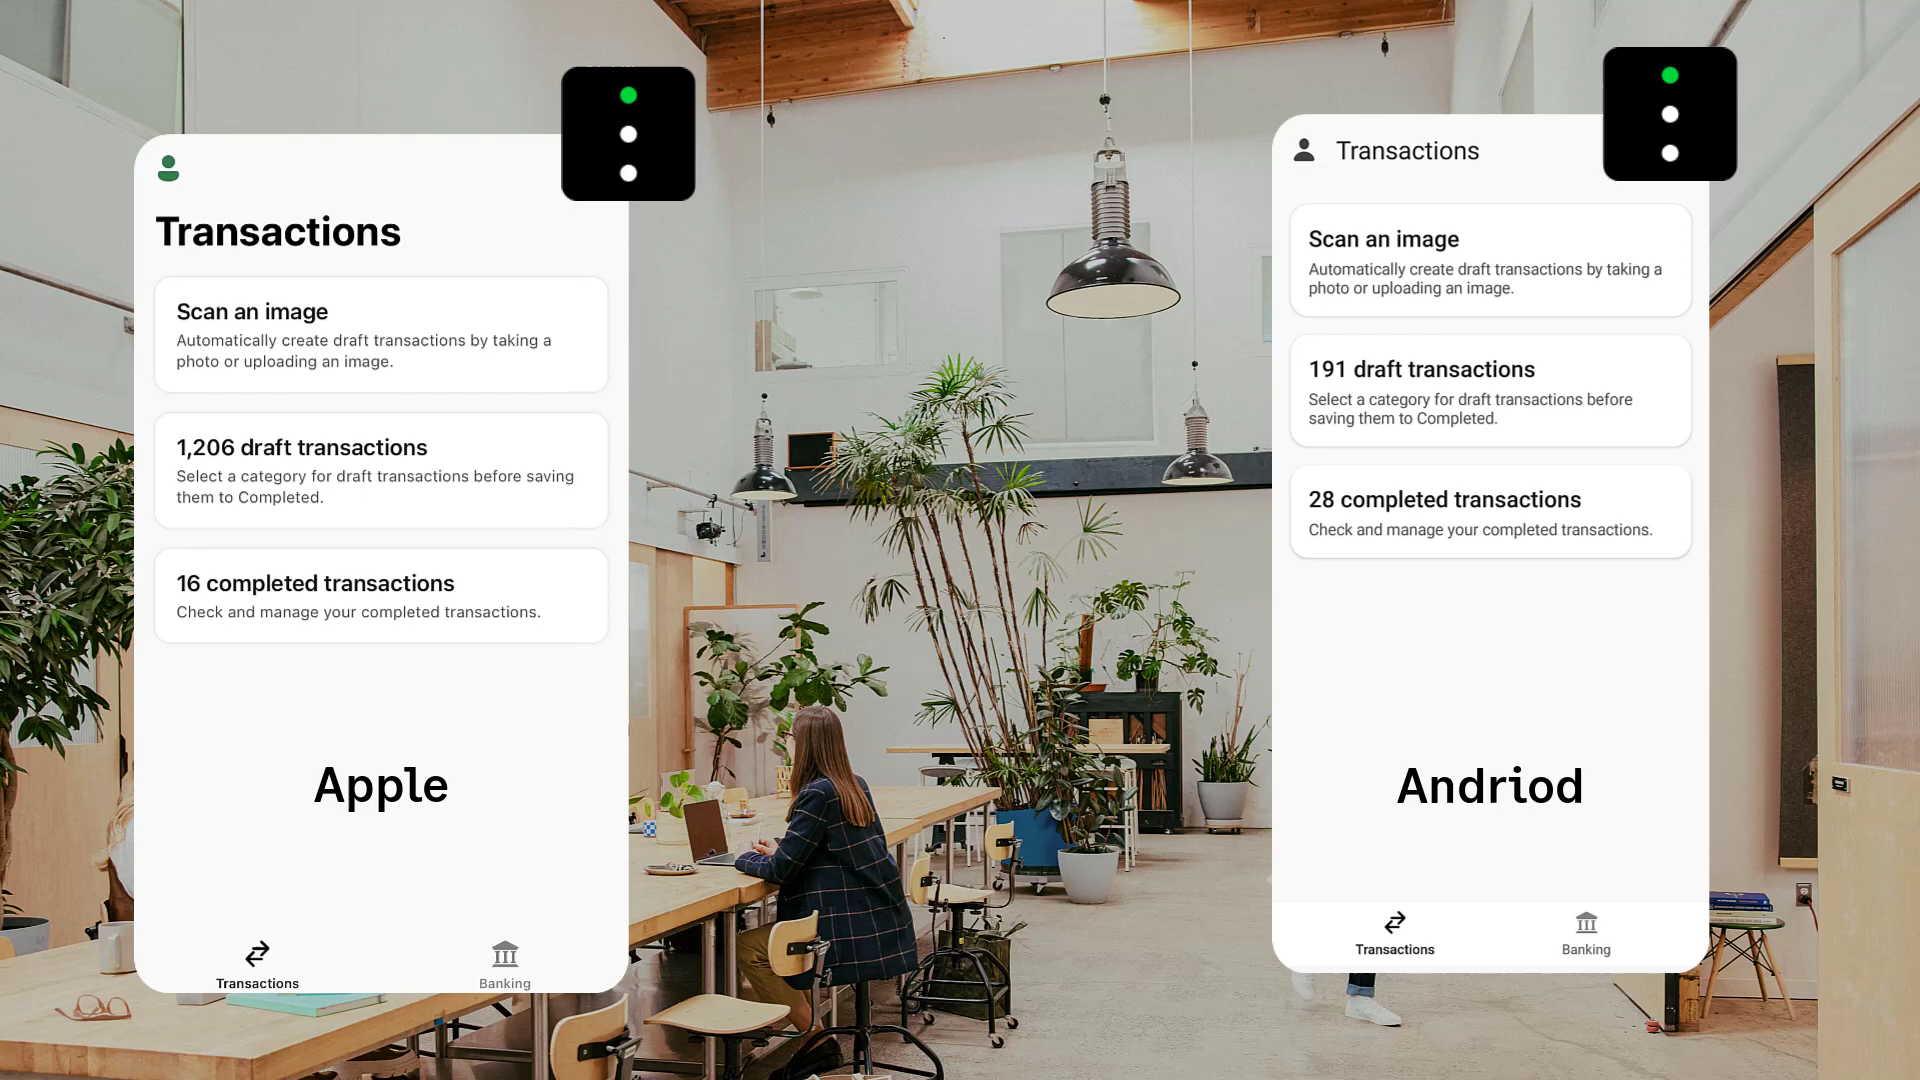 Transactions
Scan an image
Automatically create draft transactions by taking a
photo or uploading an image.
1,206 draft transactions
Select a category for draft transactions before saving
them to Completed.
16 completed transactions
Check and manage your completed transactions.
Apple
Transactions
Banking
Transactions
Scan an image
Automatically create draft transactions by taking a
photo or uploading an image.
191 draft transactions
Select a category for draft transactions before
saving them to Completed.
28 completed transactions
Check and manage your completed transactions.
Andriod
Transactions
Banking